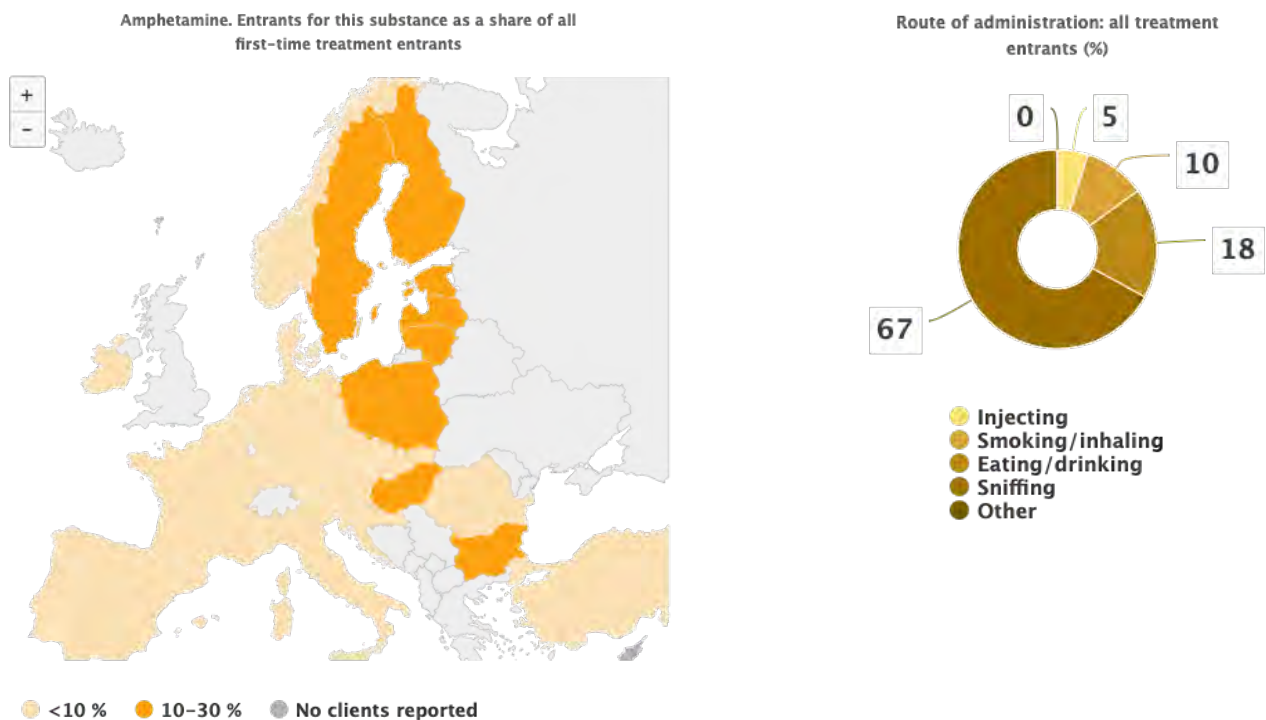 Amphetamine. Entrants for this substance as a share of all
first-time treatment entrants
+
-
<10 %
10-30 %
No clients reported
Route of administration: all treatment
entrants (%)
0
5
10
18
67
Injecting
Smoking/inhaling
Eating/drinking
Sniffing
Other